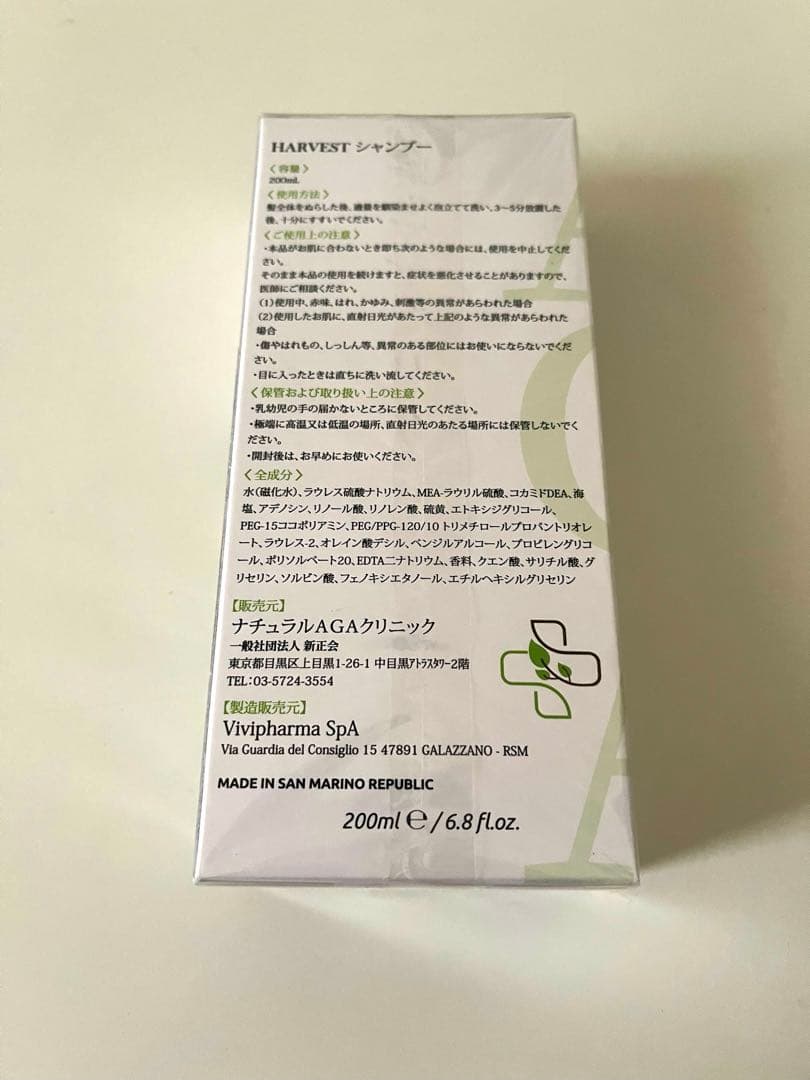 HARVEST シャンプー
〈容量〉
200mL
〈使用方法〉
髪全体をぬらした後、適量を馴染ませよく泡立てて洗い、3〜5分放置した
後、十分にすすいでください。
〈ご使用上の注意〉
・本品がお肌に合わないとき即ち次のような場合には、使用を中止してくだ
さい。
そのまま本品の使用を続けますと、症状を悪化させることがありますので、
医師にご相談ください。
(1)使用中、赤味、はれ、かゆみ、刺激等の異常があらわれた場合
(2)使用したお肌に、直射日光があたって上記のような異常があらわれた
場合
・傷やはれもの、しっしん等、異常のある部位にはお使いにならないでくだ
さい。
・目に入ったときは直ちに洗い流してください。
〈保管および取り扱い上の注意〉
・乳幼児の手の届かないところに保管してください。
・極端に高温又は低温の場所、直射日光のあたる場所には保管しないでく
ださい。
・開封後は、お早めにお使いください。
〈全成分〉
水(磁化水)、ラウレス硫酸ナトリウム、MEA-ラウリル硫酸、コカミドDEA、海
塩、アデノシン、リノール酸、リノレン酸、硫黄、エトキシジグリコール、
PEG-15ココポリアミン、PEG/PPG-120/10 トリメチロールプロパントリオレ
ート、ラウレス-2、オレイン酸デシル、ベンジルアルコール、プロピレングリコ
ール、ポリソルベート20、EDTA二ナトリウム、香料、クエン酸、サリチル酸、グ
リセリン、ソルビン酸、フェノキシエタノール、エチルヘキシルグリセリン
【販売元】
ナチュラルAGAクリニック
一般社団法人 新正会
東京都目黒区上目黒1-26-1 中目黒ｱﾄﾗｽﾀﾜｰ2階
TEL:03-5724-3554
【製造販売元】
Vivipharma SpA
Via Guardia del Consiglio 15 47891 GALAZZANO - RSM
MADE IN SAN MARINO REPUBLIC
200ml ℮ / 6.8 fl.oz.
AGA